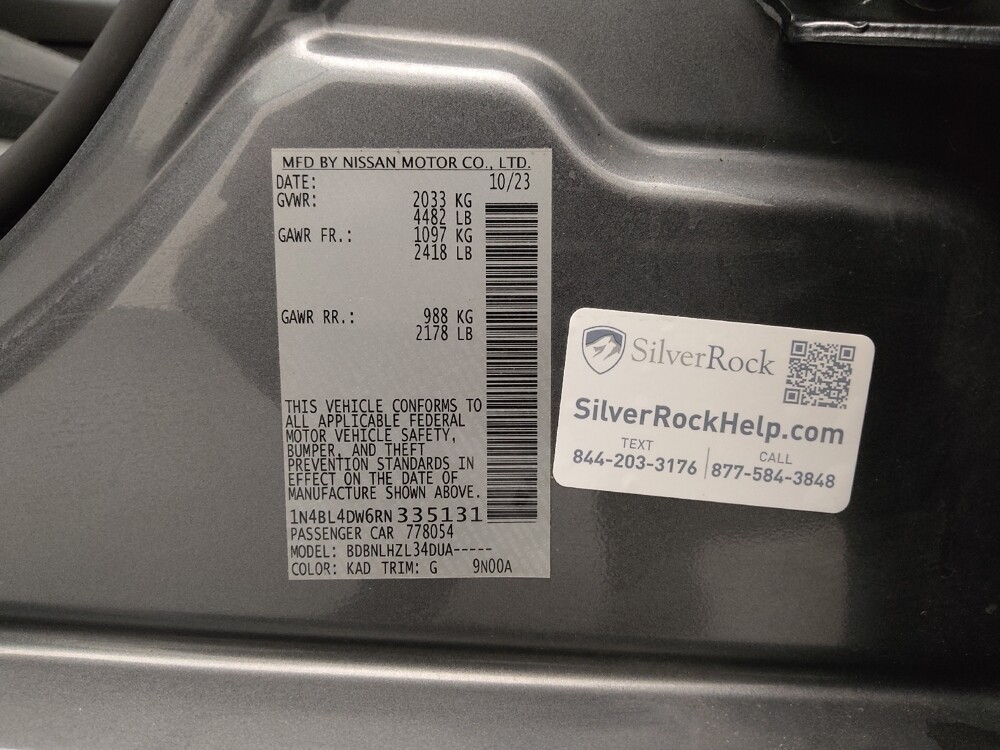 MFD BY NISSAN MOTOR CO., LTD.
DATE: 10/23
GVWR: 2033 KG
4482 LB
GAWR FR.: 1097 KG
2418 LB
GAWR RR.: 988 KG
2178 LB
THIS VEHICLE CONFORMS TO
ALL APPLICABLE FEDERAL
MOTOR VEHICLE SAFETY,
BUMPER, AND THEFT
PREVENTION STANDARDS IN
EFFECT ON THE DATE OF
MANUFACTURE SHOWN ABOVE.
1N4BL4DW6RN335131
PASSENGER CAR 778054
MODEL: BDBNLHZL34DUA-----
COLOR: KAD TRIM: G 9N00A
SilverRock
SilverRockHelp.com
TEXT CALL
844-203-3176 877-584-3848